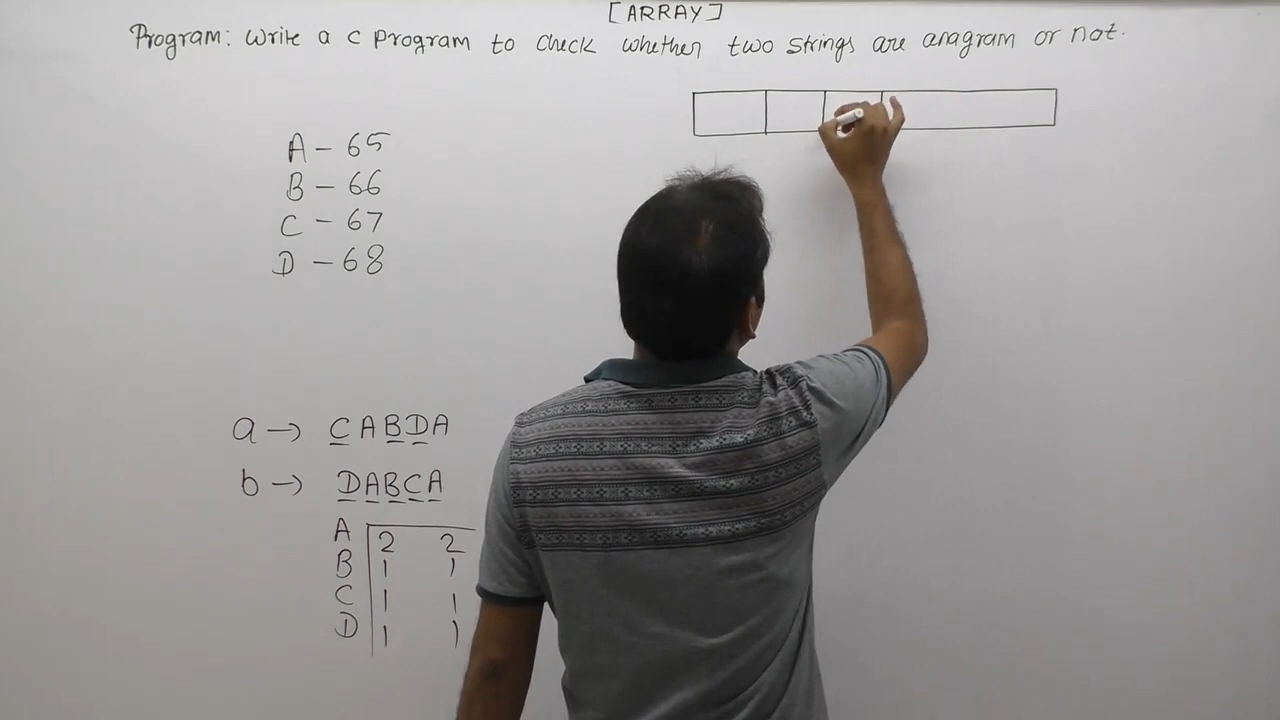 [ARRAY]
Program: Write a c program to check whether two strings are anagram or not.
A - 65
B - 66
C - 67
D - 68
a → CABDA
b → DABCA
A 2 2
B 1 1
C 1 1
D 1 1